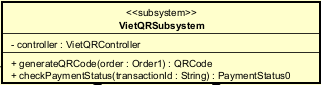 <<subsystem>>
VietQRSubsystem
- controller : VietQRController
+ generateQRCode(order : Order1) : QRCode
+ checkPaymentStatus(transactionId : String) : PaymentStatus0